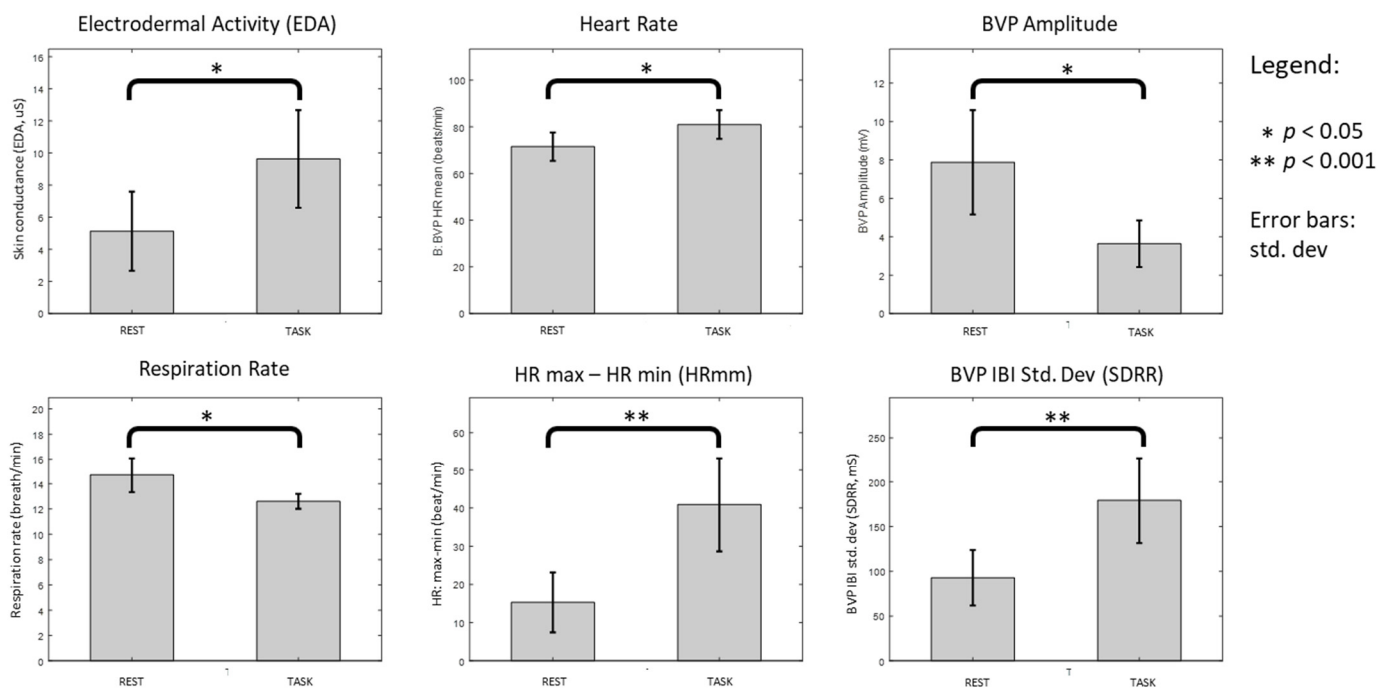 Electrodermal Activity (EDA)
Heart Rate
BVP Amplitude
Legend:
* p < 0.05
** p < 0.001
Error bars:
std. dev
Skin conductance (EDA, uS)
16
14
12
10
8
6
4
2
0
*
REST
TASK
B: BVP HR mean (beats/min)
100
80
60
40
20
0
*
REST
TASK
BVP Amplitude (mV)
12
10
8
6
4
2
0
*
REST
TASK
Respiration Rate
HR max – HR min (HRmm)
BVP IBI Std. Dev (SDRR)
Respiration rate (breath/min)
20
18
16
14
12
10
8
6
4
2
0
*
REST
TASK
HR: max-min (beat/min)
60
50
40
30
20
10
0
**
REST
TASK
BVP IBI std. dev (SDRR, mS)
250
200
150
100
50
0
**
REST
TASK